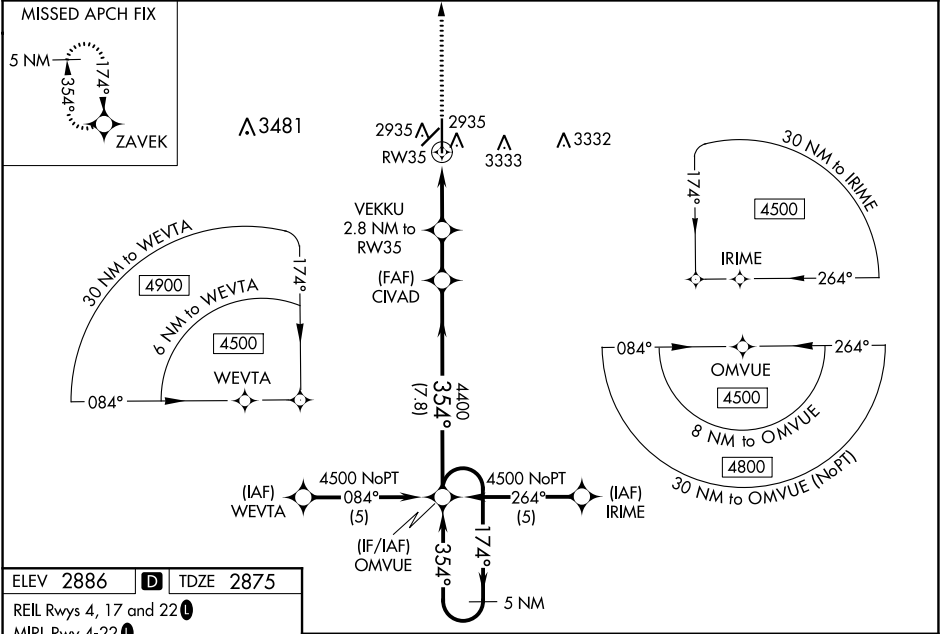 MISSED APCH FIX
5 NM
354°
174°
ZAVEK
3481
2935
2935
RW35
3333
3332
VEKKU
2.8 NM to
RW35
(FAF)
CIVAD
30 NM to WEVTA
4900
6 NM to WEVTA
4500
174°
WEVTA
084°
30 NM to IRIME
174°
4500
IRIME
264°
084°
264°
OMVUE
4500
8 NM to OMVUE
4800
30 NM to OMVUE (NoPT)
4400
354°
(7.8)
(IAF)
WEVTA
4500 NoPT
084°
(5)
4500 NoPT
264°
(5)
(IAF)
IRIME
(IF/IAF)
OMVUE
354°
174°
5 NM
ELEV 2886 D TDZE 2875
REIL Rwys 4, 17 and 22 L
MIRL Rwy 4-22 L